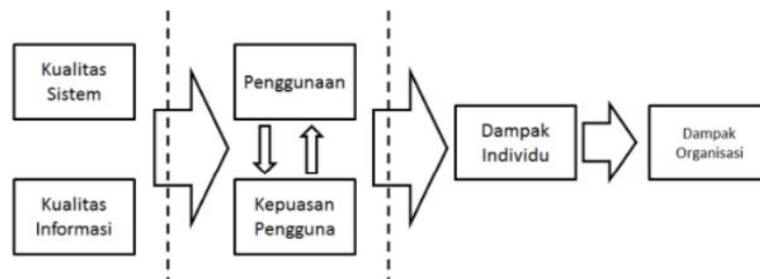 Kualitas
Sistem
Penggunaan
Dampak
Individu
Dampak
Organisasi
Kualitas
Informasi
Kepuasan
Pengguna